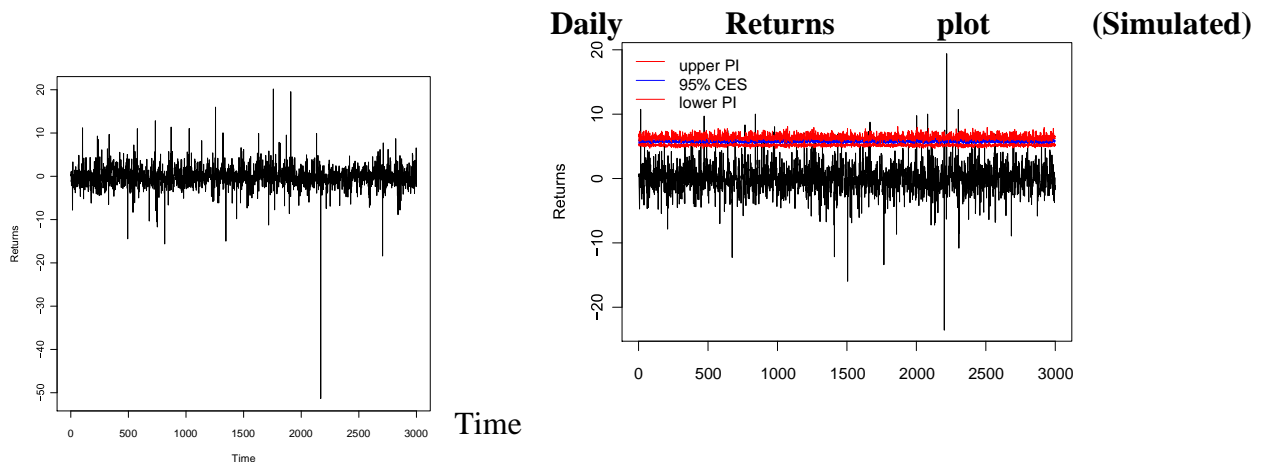 Daily Returns plot (Simulated)
20
10
0
−10
−20
−30
−40
−50
Returns
0 500 1000 1500 2000 2500 3000
Time
Time
upper PI
95% CES
lower PI
20
10
0
−10
−20
Returns
0 500 1000 1500 2000 2500 3000